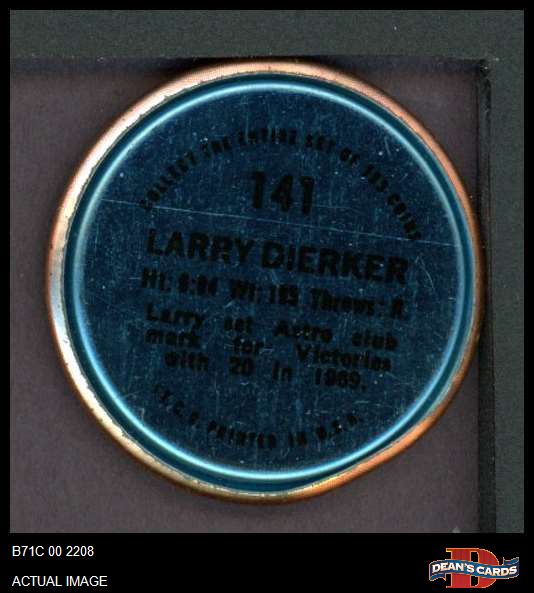 COLLECT THE ENTIRE SET OF 153 COINS
141
LARRY DIERKER
Ht: 6:04 Wt: 193 Throws: R.
Larry set Astro club
mark for Victories
with 20 in 1969.
T.C.G. PRINTED IN U.S.A.
B71C 00 2208
ACTUAL IMAGE
DEAN'S CARDS